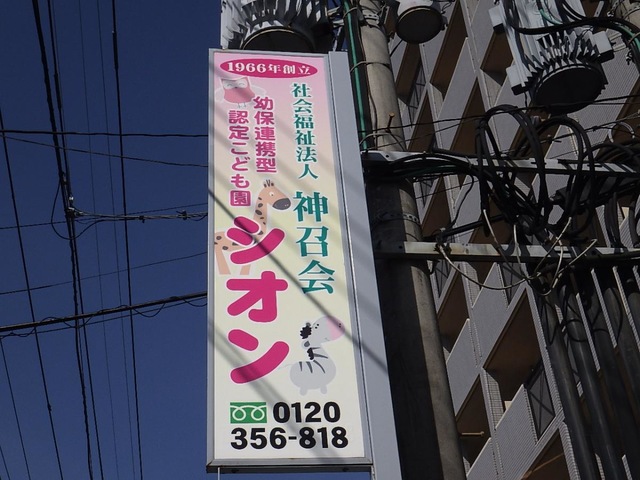 1966年創立
社会福祉法人 神召会
幼保連携型
認定こども園
シオン
0120
356-818